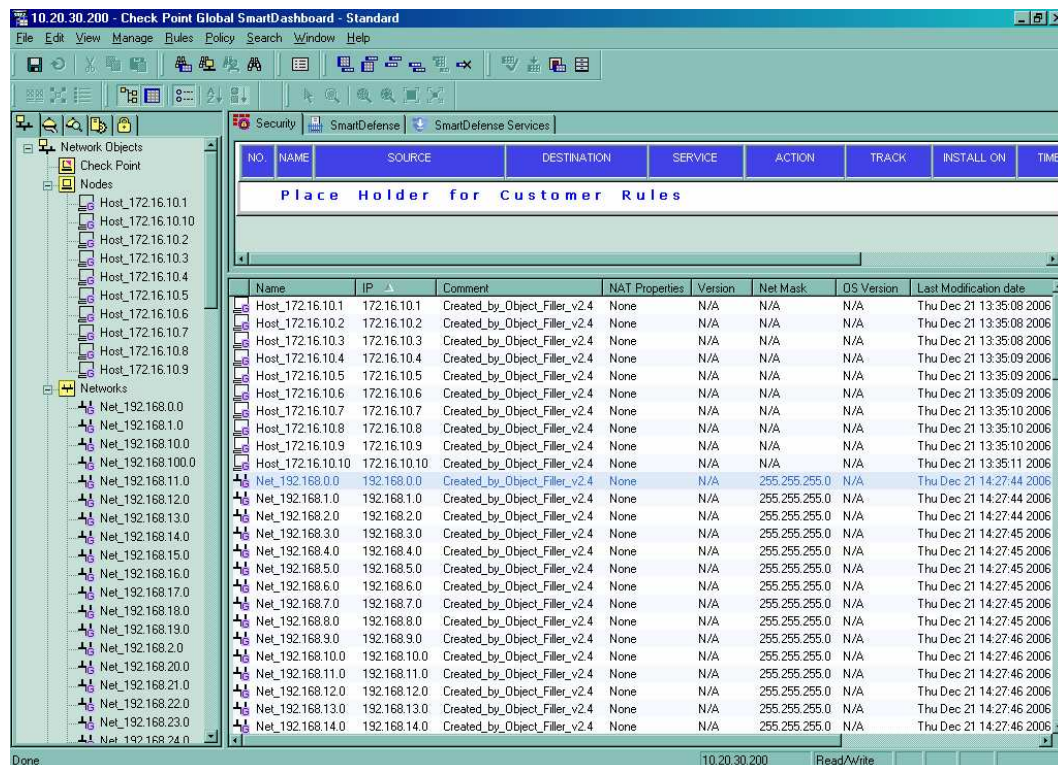 10.20.30.200 - Check Point Global SmartDashboard - Standard
File Edit View Manage Rules Policy Search Window Help
Security SmartDefense SmartDefense Services
Network Objects
Check Point
Nodes
Host_172.16.10.1
Host_172.16.10.10
Host_172.16.10.2
Host_172.16.10.3
Host_172.16.10.4
Host_172.16.10.5
Host_172.16.10.6
Host_172.16.10.7
Host_172.16.10.8
Host_172.16.10.9
Networks
Net_192.168.0.0
Net_192.168.1.0
Net_192.168.10.0
Net_192.168.100.0
Net_192.168.11.0
Net_192.168.12.0
Net_192.168.13.0
Net_192.168.14.0
Net_192.168.15.0
Net_192.168.16.0
Net_192.168.17.0
Net_192.168.18.0
Net_192.168.19.0
Net_192.168.2.0
Net_192.168.20.0
Net_192.168.21.0
Net_192.168.22.0
Net_192.168.23.0
Net_192.168.24.0
NO. NAME SOURCE DESTINATION SERVICE ACTION TRACK INSTALL ON TIME
Place Holder for Customer Rules
Name IP Comment NAT Properties Version Net Mask OS Version Last Modification date
Host_172.16.10.1 172.16.10.1 Created_by_Object_Filler_v2.4 None N/A N/A N/A Thu Dec 21 13:35:08 2006
Host_172.16.10.2 172.16.10.2 Created_by_Object_Filler_v2.4 None N/A N/A N/A Thu Dec 21 13:35:08 2006
Host_172.16.10.3 172.16.10.3 Created_by_Object_Filler_v2.4 None N/A N/A N/A Thu Dec 21 13:35:08 2006
Host_172.16.10.4 172.16.10.4 Created_by_Object_Filler_v2.4 None N/A N/A N/A Thu Dec 21 13:35:09 2006
Host_172.16.10.5 172.16.10.5 Created_by_Object_Filler_v2.4 None N/A N/A N/A Thu Dec 21 13:35:09 2006
Host_172.16.10.6 172.16.10.6 Created_by_Object_Filler_v2.4 None N/A N/A N/A Thu Dec 21 13:35:09 2006
Host_172.16.10.7 172.16.10.7 Created_by_Object_Filler_v2.4 None N/A N/A N/A Thu Dec 21 13:35:10 2006
Host_172.16.10.8 172.16.10.8 Created_by_Object_Filler_v2.4 None N/A N/A N/A Thu Dec 21 13:35:10 2006
Host_172.16.10.9 172.16.10.9 Created_by_Object_Filler_v2.4 None N/A N/A N/A Thu Dec 21 13:35:10 2006
Host_172.16.10.10 172.16.10.10 Created_by_Object_Filler_v2.4 None N/A N/A N/A Thu Dec 21 13:35:11 2006
Net_192.168.0.0 192.168.0.0 Created_by_Object_Filler_v2.4 None N/A 255.255.255.0 N/A Thu Dec 21 14:27:44 2006
Net_192.168.1.0 192.168.1.0 Created_by_Object_Filler_v2.4 None N/A 255.255.255.0 N/A Thu Dec 21 14:27:44 2006
Net_192.168.2.0 192.168.2.0 Created_by_Object_Filler_v2.4 None N/A 255.255.255.0 N/A Thu Dec 21 14:27:44 2006
Net_192.168.3.0 192.168.3.0 Created_by_Object_Filler_v2.4 None N/A 255.255.255.0 N/A Thu Dec 21 14:27:45 2006
Net_192.168.4.0 192.168.4.0 Created_by_Object_Filler_v2.4 None N/A 255.255.255.0 N/A Thu Dec 21 14:27:45 2006
Net_192.168.5.0 192.168.5.0 Created_by_Object_Filler_v2.4 None N/A 255.255.255.0 N/A Thu Dec 21 14:27:45 2006
Net_192.168.6.0 192.168.6.0 Created_by_Object_Filler_v2.4 None N/A 255.255.255.0 N/A Thu Dec 21 14:27:45 2006
Net_192.168.7.0 192.168.7.0 Created_by_Object_Filler_v2.4 None N/A 255.255.255.0 N/A Thu Dec 21 14:27:45 2006
Net_192.168.8.0 192.168.8.0 Created_by_Object_Filler_v2.4 None N/A 255.255.255.0 N/A Thu Dec 21 14:27:45 2006
Net_192.168.9.0 192.168.9.0 Created_by_Object_Filler_v2.4 None N/A 255.255.255.0 N/A Thu Dec 21 14:27:46 2006
Net_192.168.10.0 192.168.10.0 Created_by_Object_Filler_v2.4 None N/A 255.255.255.0 N/A Thu Dec 21 14:27:46 2006
Net_192.168.11.0 192.168.11.0 Created_by_Object_Filler_v2.4 None N/A 255.255.255.0 N/A Thu Dec 21 14:27:46 2006
Net_192.168.12.0 192.168.12.0 Created_by_Object_Filler_v2.4 None N/A 255.255.255.0 N/A Thu Dec 21 14:27:46 2006
Net_192.168.13.0 192.168.13.0 Created_by_Object_Filler_v2.4 None N/A 255.255.255.0 N/A Thu Dec 21 14:27:46 2006
Net_192.168.14.0 192.168.14.0 Created_by_Object_Filler_v2.4 None N/A 255.255.255.0 N/A Thu Dec 21 14:27:46 2006
Done 10.20.30.200 Read/Write